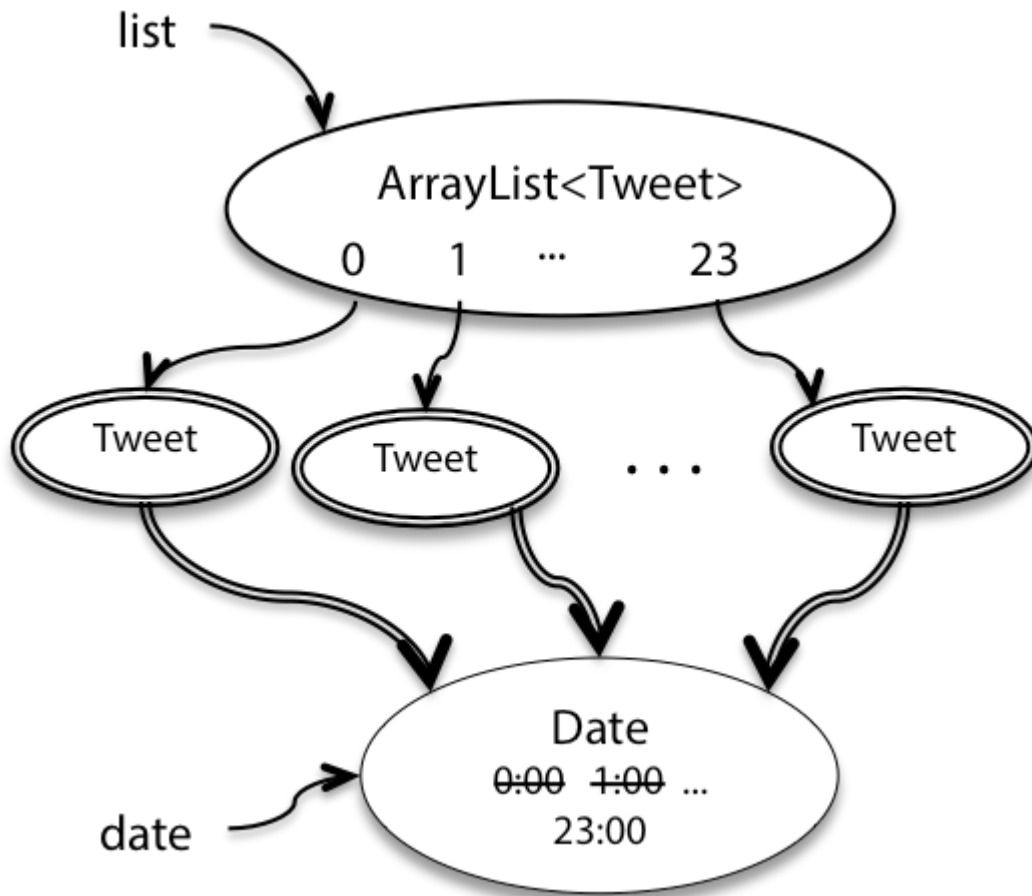 list
ArrayList<Tweet>
0 1 ... 23
Tweet Tweet . . . Tweet
Date
0:00 1:00 ...
23:00
date